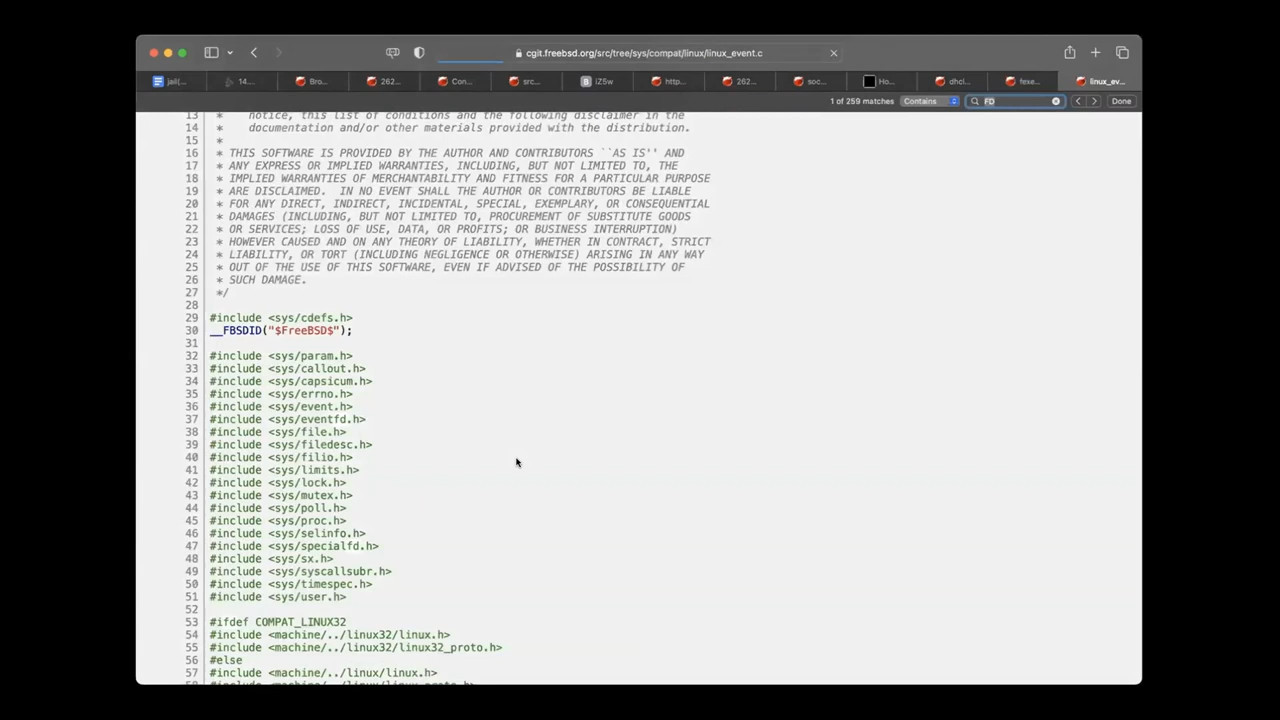 cgit.freebsd.org/src/tree/sys/compat/linux/linux_event.c
jail(... 14... Bro... 262... Con... src... B IZ5w http... 262... soc... Ho... dhcl... fexe... linux_ev...
1 of 259 matches Contains FD Done
13 notice, this list of conditions and the following disclaimer in the
14 * documentation and/or other materials provided with the distribution.
15 *
16 * THIS SOFTWARE IS PROVIDED BY THE AUTHOR AND CONTRIBUTORS ``AS IS'' AND
17 * ANY EXPRESS OR IMPLIED WARRANTIES, INCLUDING, BUT NOT LIMITED TO, THE
18 * IMPLIED WARRANTIES OF MERCHANTABILITY AND FITNESS FOR A PARTICULAR PURPOSE
19 * ARE DISCLAIMED. IN NO EVENT SHALL THE AUTHOR OR CONTRIBUTORS BE LIABLE
20 * FOR ANY DIRECT, INDIRECT, INCIDENTAL, SPECIAL, EXEMPLARY, OR CONSEQUENTIAL
21 * DAMAGES (INCLUDING, BUT NOT LIMITED TO, PROCUREMENT OF SUBSTITUTE GOODS
22 * OR SERVICES; LOSS OF USE, DATA, OR PROFITS; OR BUSINESS INTERRUPTION)
23 * HOWEVER CAUSED AND ON ANY THEORY OF LIABILITY, WHETHER IN CONTRACT, STRICT
24 * LIABILITY, OR TORT (INCLUDING NEGLIGENCE OR OTHERWISE) ARISING IN ANY WAY
25 * OUT OF THE USE OF THIS SOFTWARE, EVEN IF ADVISED OF THE POSSIBILITY OF
26 * SUCH DAMAGE.
27 */
28
29 #include <sys/cdefs.h>
30 __FBSDID("$FreeBSD$");
31
32 #include <sys/param.h>
33 #include <sys/callout.h>
34 #include <sys/capsicum.h>
35 #include <sys/errno.h>
36 #include <sys/event.h>
37 #include <sys/eventfd.h>
38 #include <sys/file.h>
39 #include <sys/filedesc.h>
40 #include <sys/filio.h>
41 #include <sys/limits.h>
42 #include <sys/lock.h>
43 #include <sys/mutex.h>
44 #include <sys/poll.h>
45 #include <sys/proc.h>
46 #include <sys/selinfo.h>
47 #include <sys/specialfd.h>
48 #include <sys/sx.h>
49 #include <sys/syscallsubr.h>
50 #include <sys/timespec.h>
51 #include <sys/user.h>
52
53 #ifdef COMPAT_LINUX32
54 #include <machine/../linux32/linux.h>
55 #include <machine/../linux32/linux32_proto.h>
56 #else
57 #include <machine/../linux/linux.h>